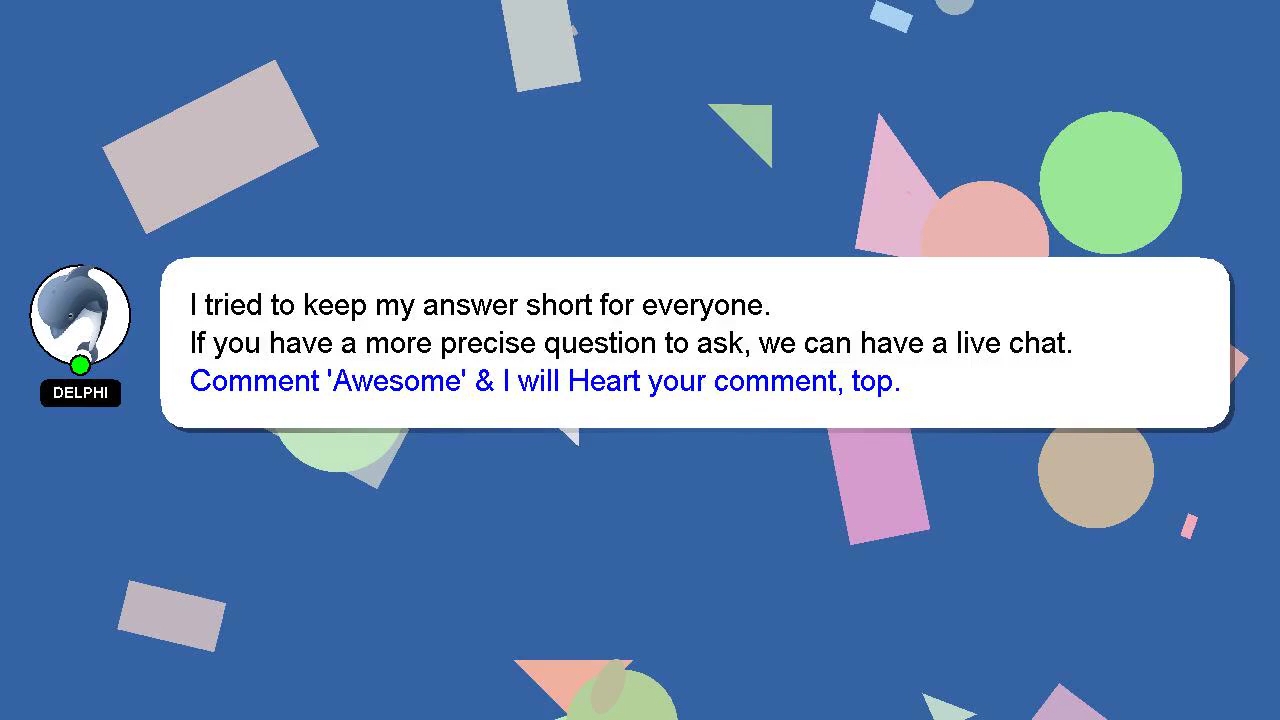 I tried to keep my answer short for everyone.
If you have a more precise question to ask, we can have a live chat.
Comment 'Awesome' & I will Heart your comment, top.
DELPHI